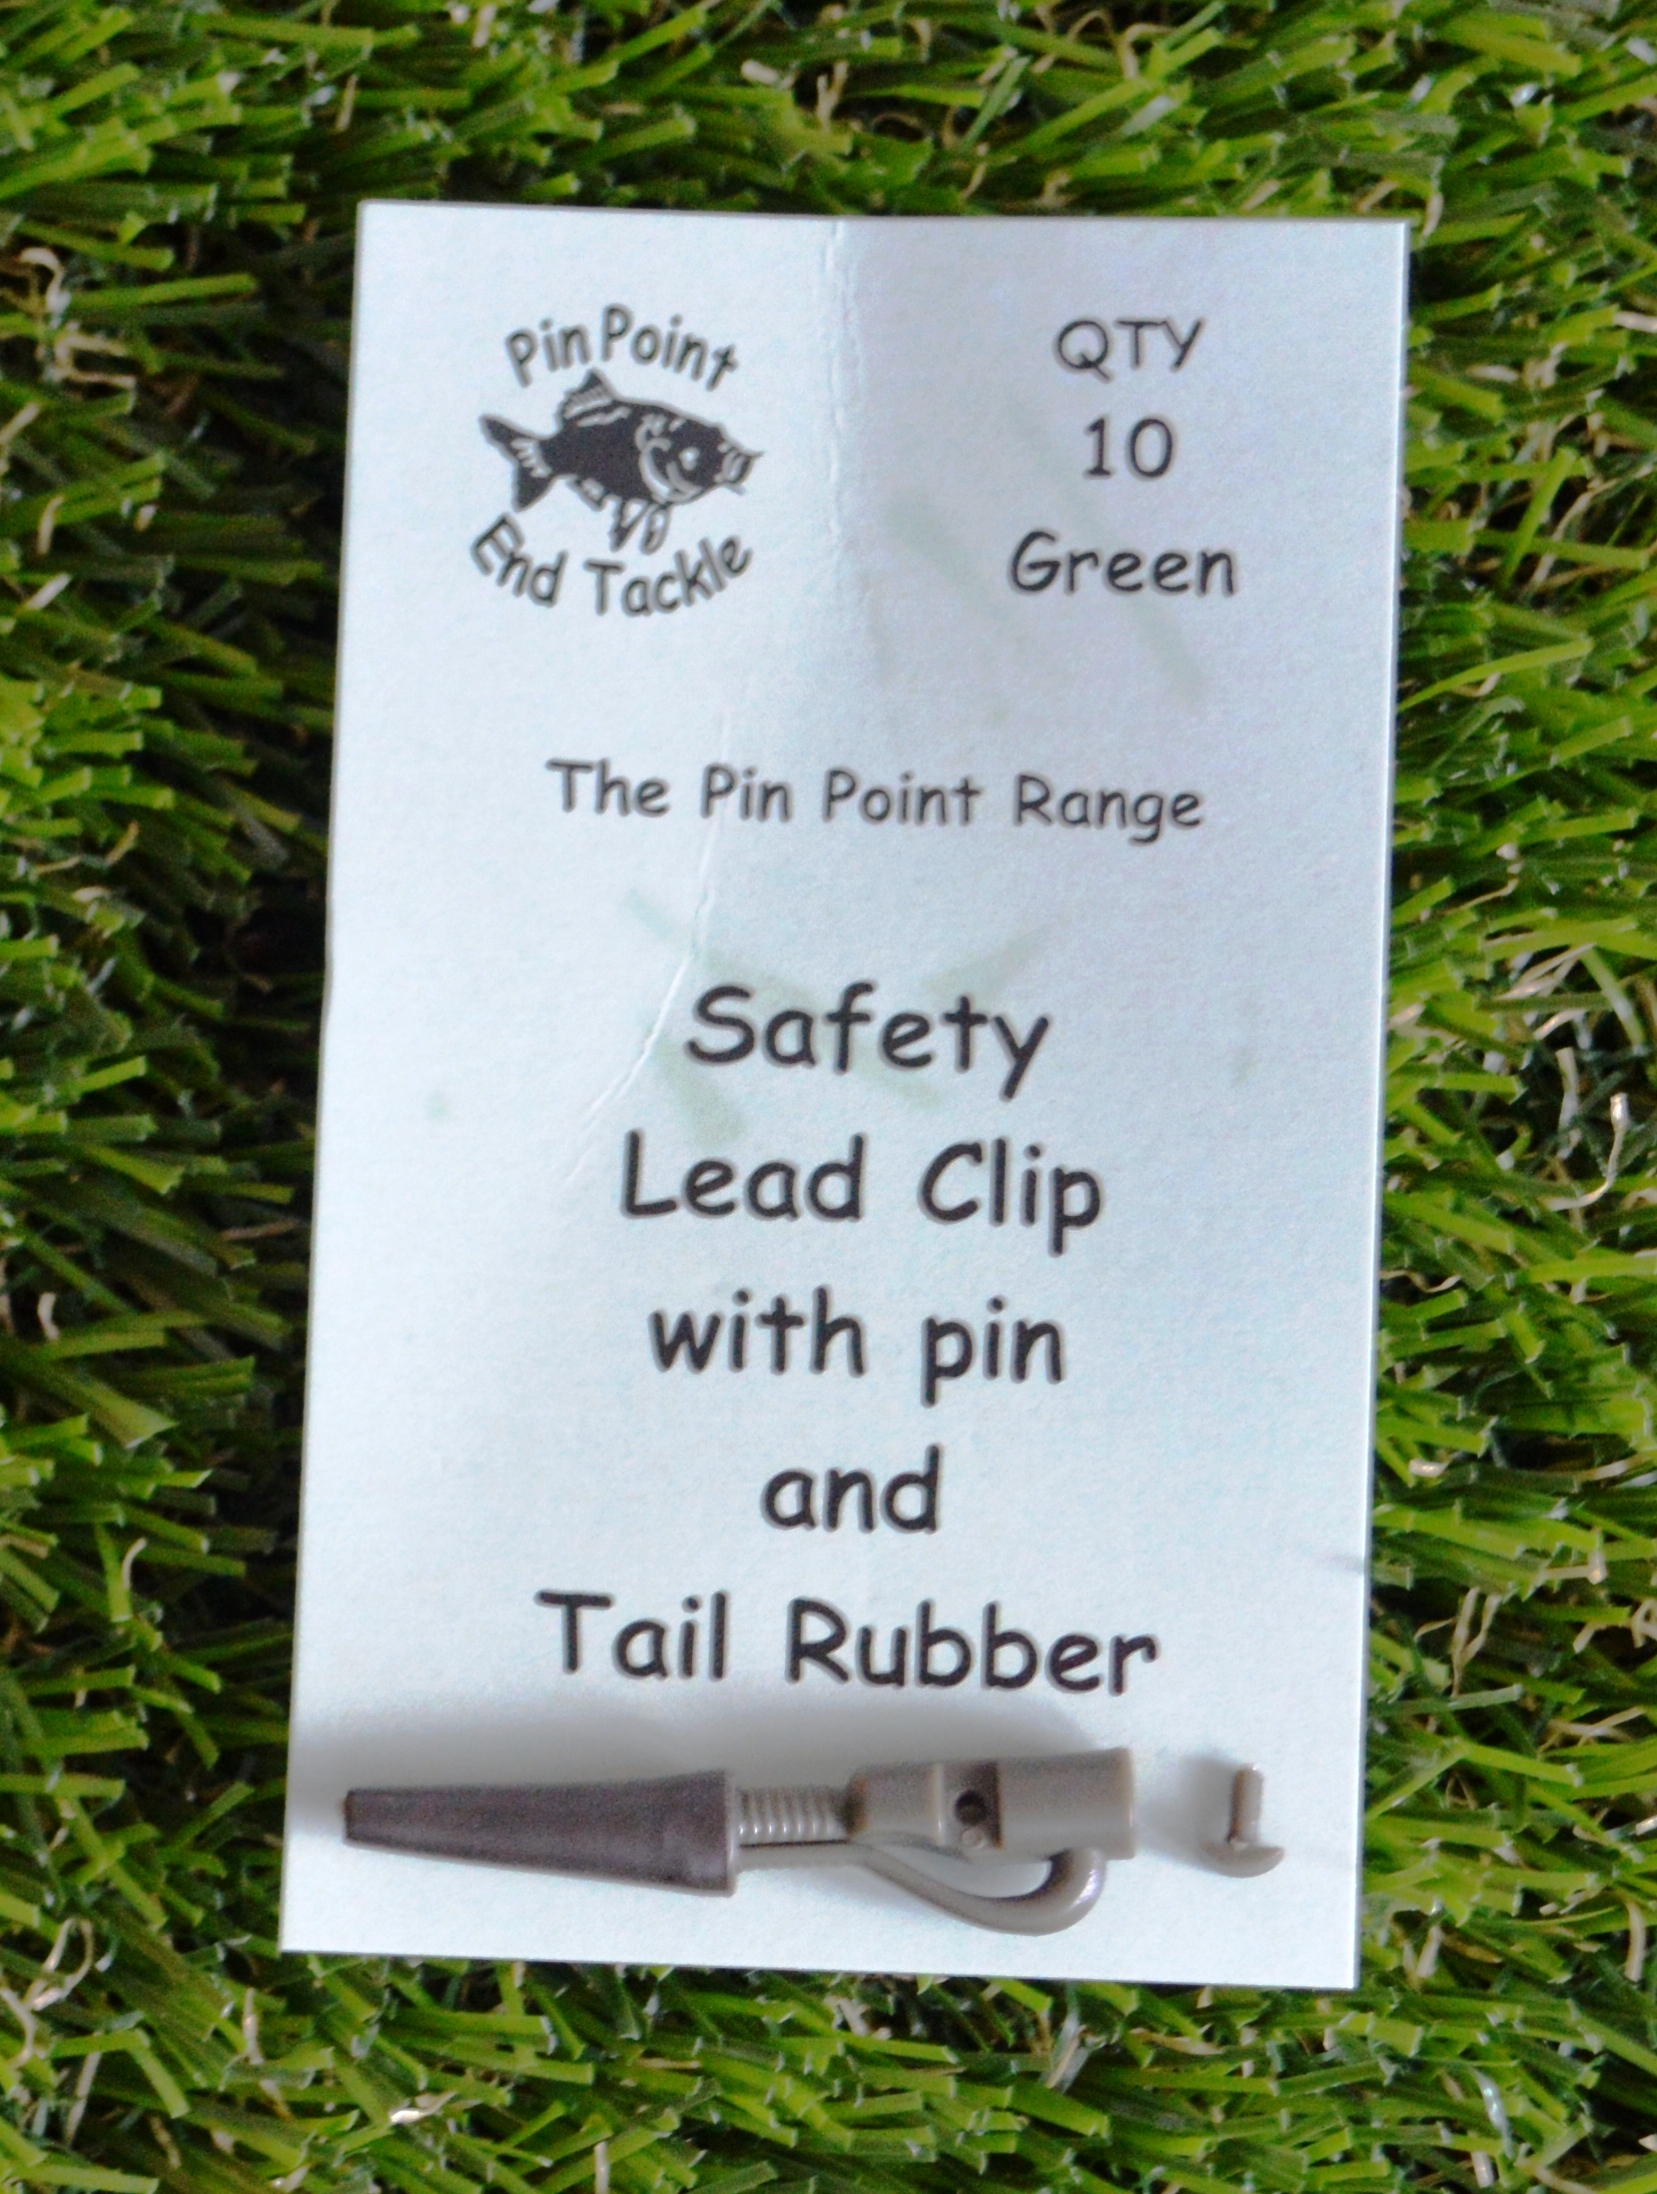 Pin Point
End Tackle
QTY
10
Green
The Pin Point Range
Safety
Lead Clip
with pin
and
Tail Rubber